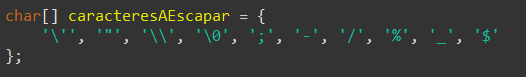 char[] caracteresAEscapar = {
    '\'', '"', '\\', '\0', ';', '-', '/', '%', '_', '$'
};